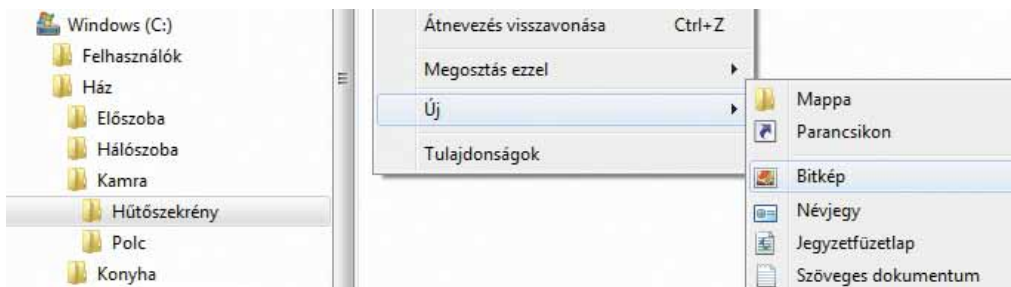 Windows (C:)
Felhasználók
Ház
Előszoba
Hálószoba
Kamra
Hűtőszekrény
Polc
Konyha
Átnevezés visszavonása Ctrl+Z
Megosztás ezzel
Új
Tulajdonságok
Mappa
Parancsikon
Bitkép
Névjegy
Jegyzetfüzetlap
Szöveges dokumentum